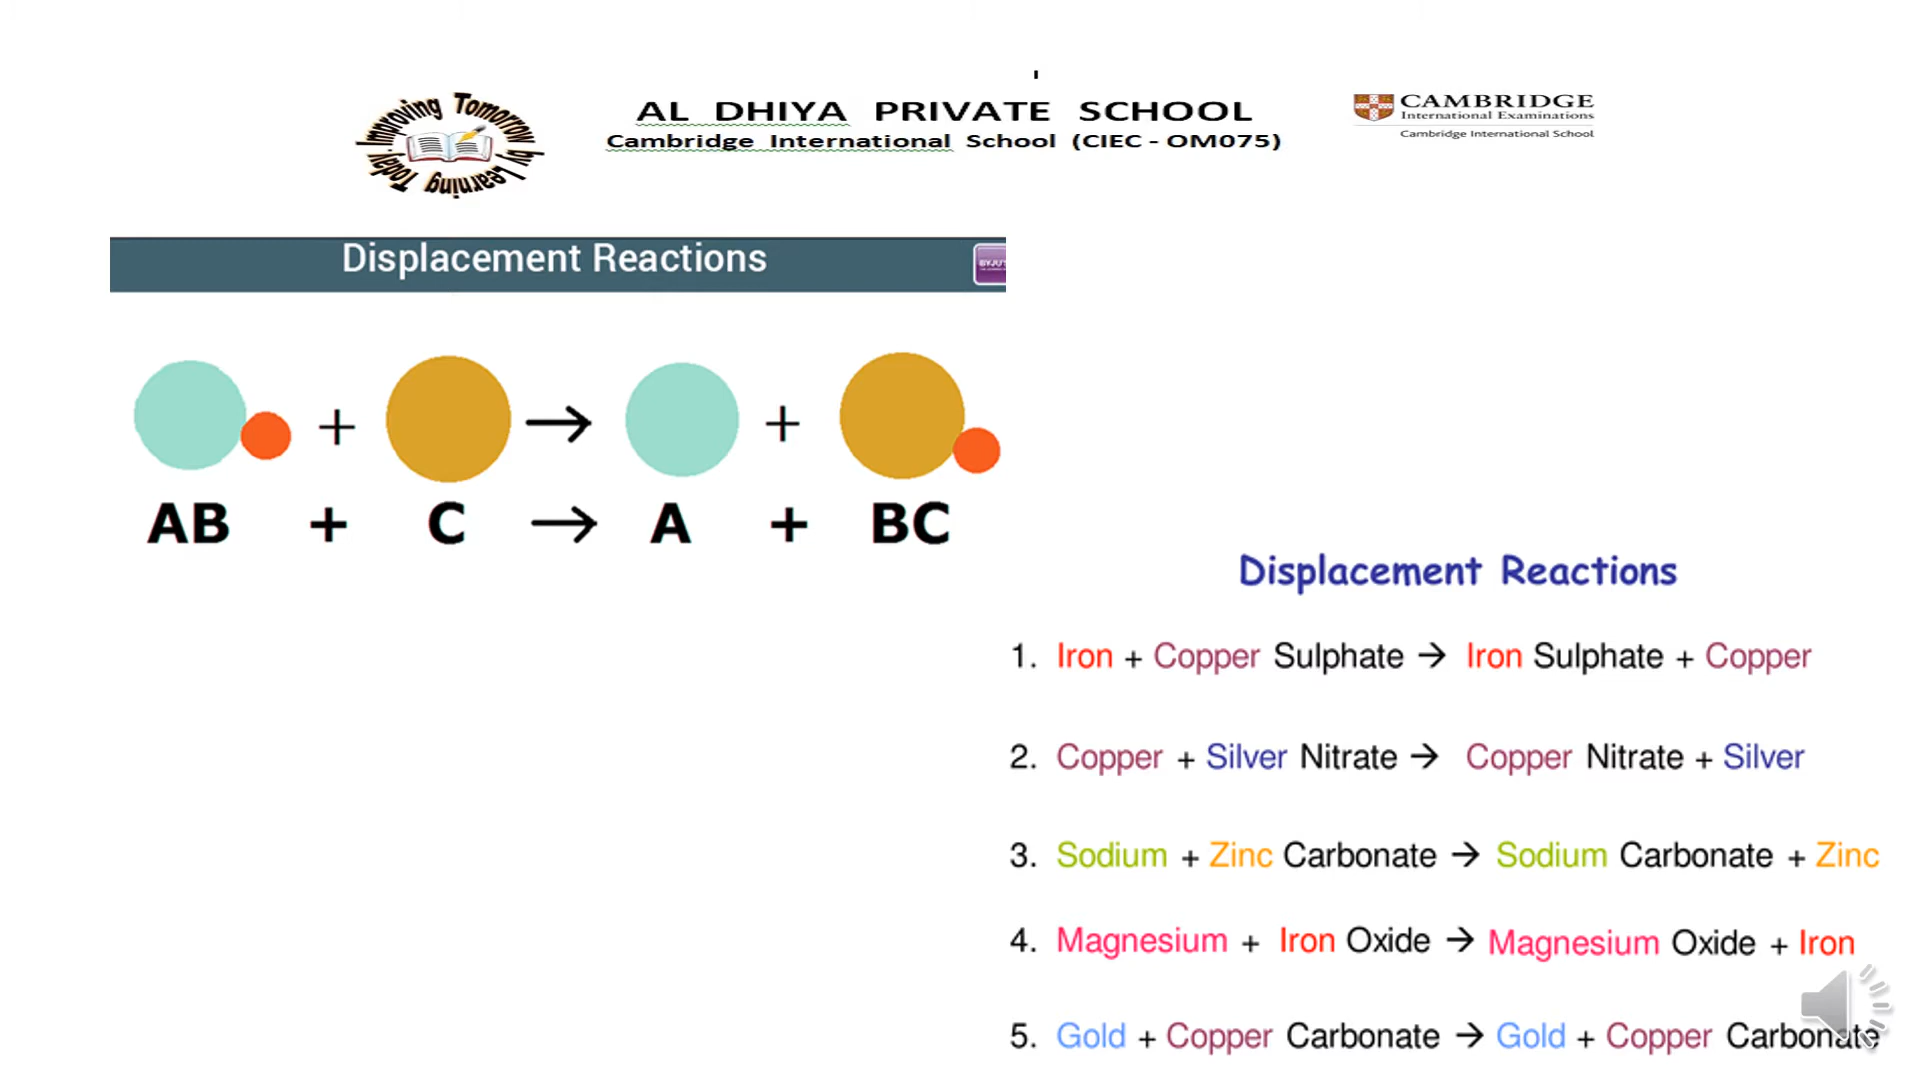 Improving Tomorrow by Learning Today
AL DHIYA PRIVATE SCHOOL
Cambridge International School (CIEC - OM075)
CAMBRIDGE
International Examinations
Cambridge International School
Displacement Reactions
BYJU'S
AB + C → A + BC
Displacement Reactions
1. Iron + Copper Sulphate → Iron Sulphate + Copper
2. Copper + Silver Nitrate → Copper Nitrate + Silver
3. Sodium + Zinc Carbonate → Sodium Carbonate + Zinc
4. Magnesium + Iron Oxide → Magnesium Oxide + Iron
5. Gold + Copper Carbonate → Gold + Copper Carbonate